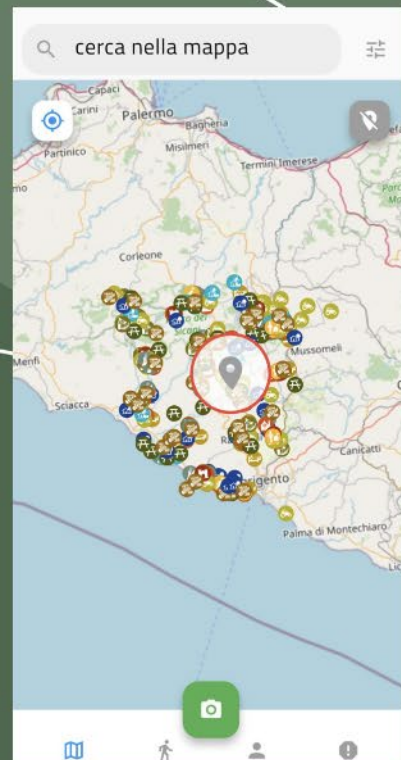 cerca nella mappa
Capaci
Carini
Palermo
Bagheria
Partinico
Misilmeri
Termini Imerese
Corleone
Mussomeli
Menfi
Sciacca
Canicattì
Palma di Montechiaro